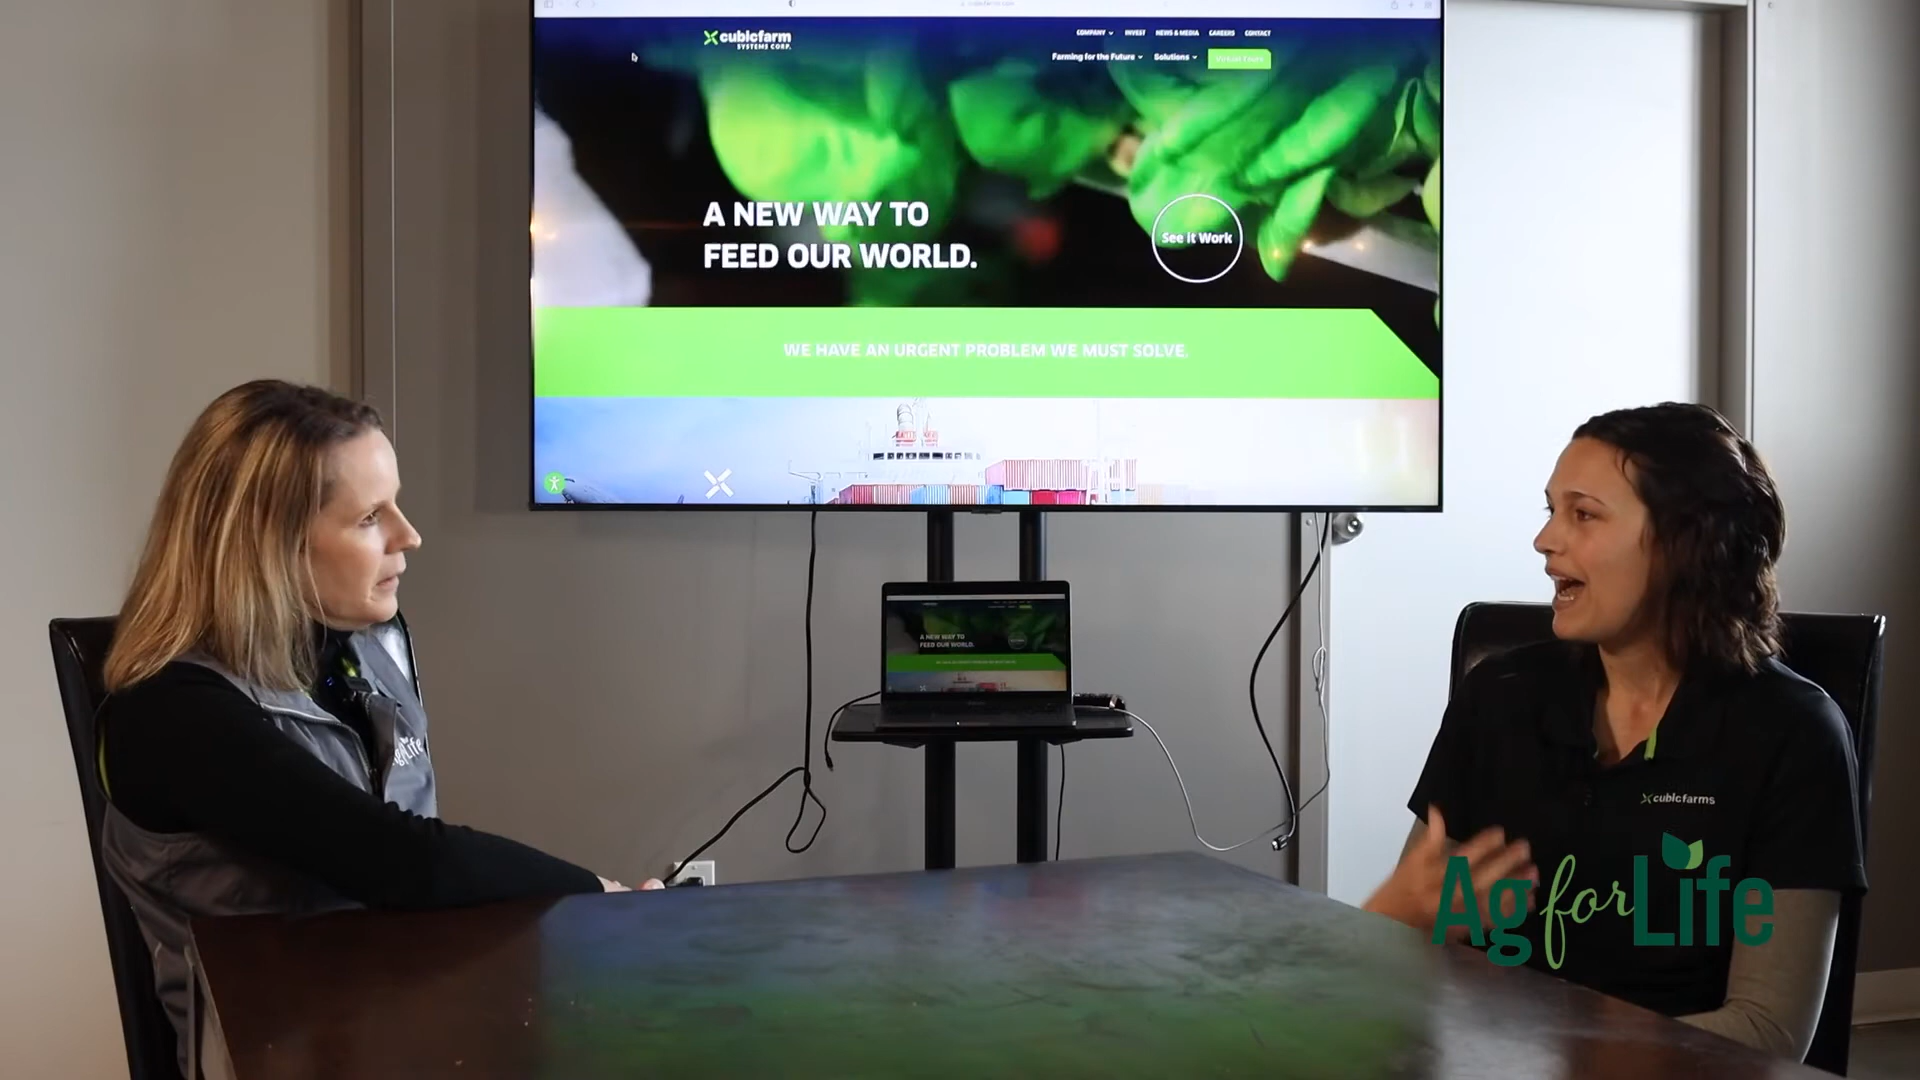 cubicfarm
SYSTEMS CORP.
COMPANY INVEST NEWS & MEDIA CAREERS CONTACT
Farming for the Future Solutions Virtual Tours
A NEW WAY TO
FEED OUR WORLD.
See it Work
WE HAVE AN URGENT PROBLEM WE MUST SOLVE.
A NEW WAY TO
FEED OUR WORLD.
Ag Life
cubicfarms
Ag for Life